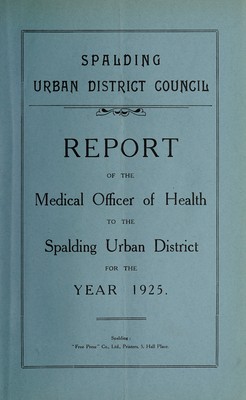 SPALDING
URBAN DISTRICT COUNCIL
REPORT
OF THE
Medical Officer of Health
TO THE
Spalding Urban District
FOR THE
YEAR 1925.
Spalding:
"Free Press" Co., Ltd., Printers, 5, Hall Place.